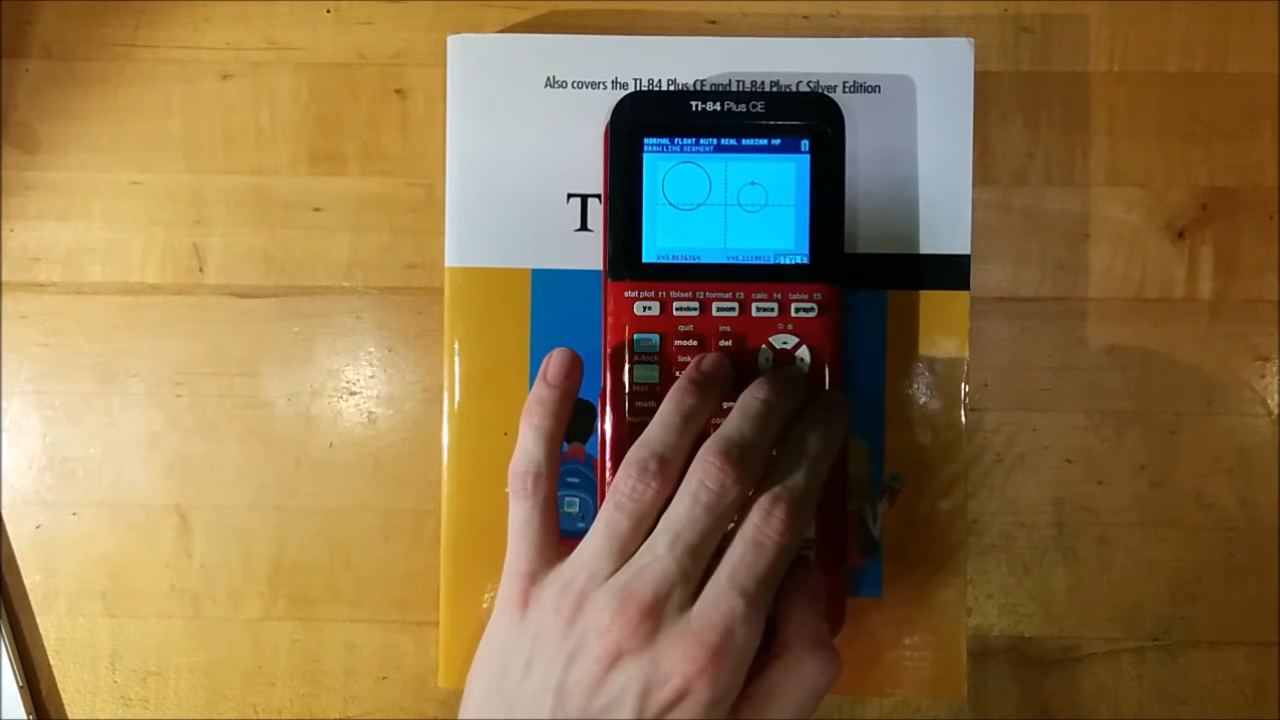 Also covers the TI-84 Plus CE and TI-84 Plus C Silver Edition
T
TI-84 Plus CE
NORMAL FLOAT AUTO REAL RADIAN MP
DRAW LINE SEGMENT
STYLE
stat plot f1 tblset f2 format f3 calc f4 table f5
y= window zoom trace graph
quit ins
mode del
A-lock link
test
math